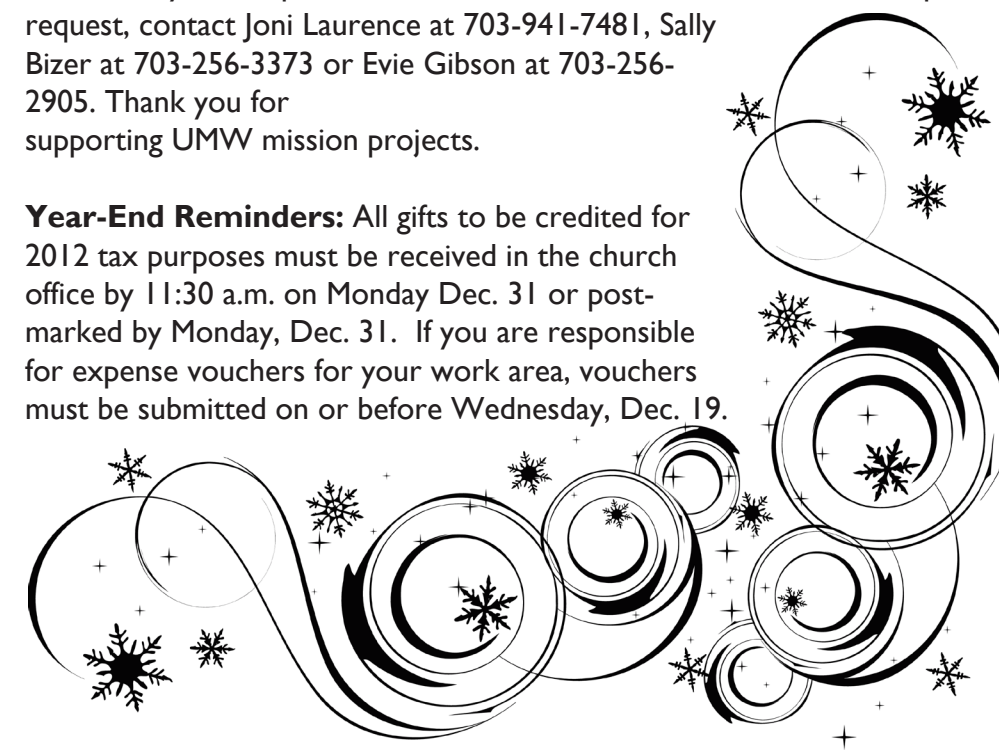 request, contact Joni Laurence at 703-941-7481, Sally
Bizer at 703-256-3373 or Evie Gibson at 703-256-
2905. Thank you for
supporting UMW mission projects.
Year-End Reminders: All gifts to be credited for
2012 tax purposes must be received in the church
office by 11:30 a.m. on Monday Dec. 31 or post-
marked by Monday, Dec. 31.  If you are responsible
for expense vouchers for your work area, vouchers
must be submitted on or before Wednesday, Dec. 19.